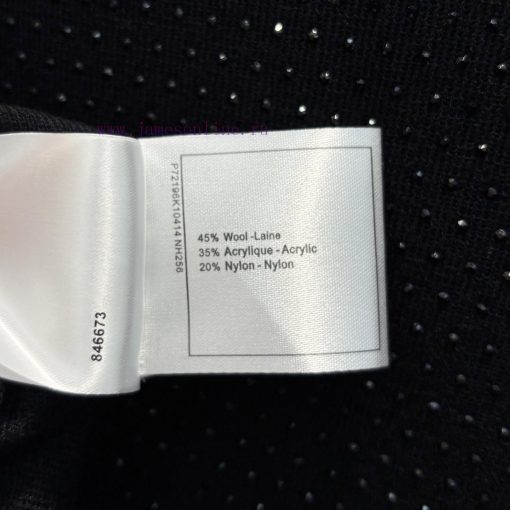 P72196K10414 NH256
45% Wool -Laine
35% Acrylique - Acrylic
20% Nylon - Nylon
846673